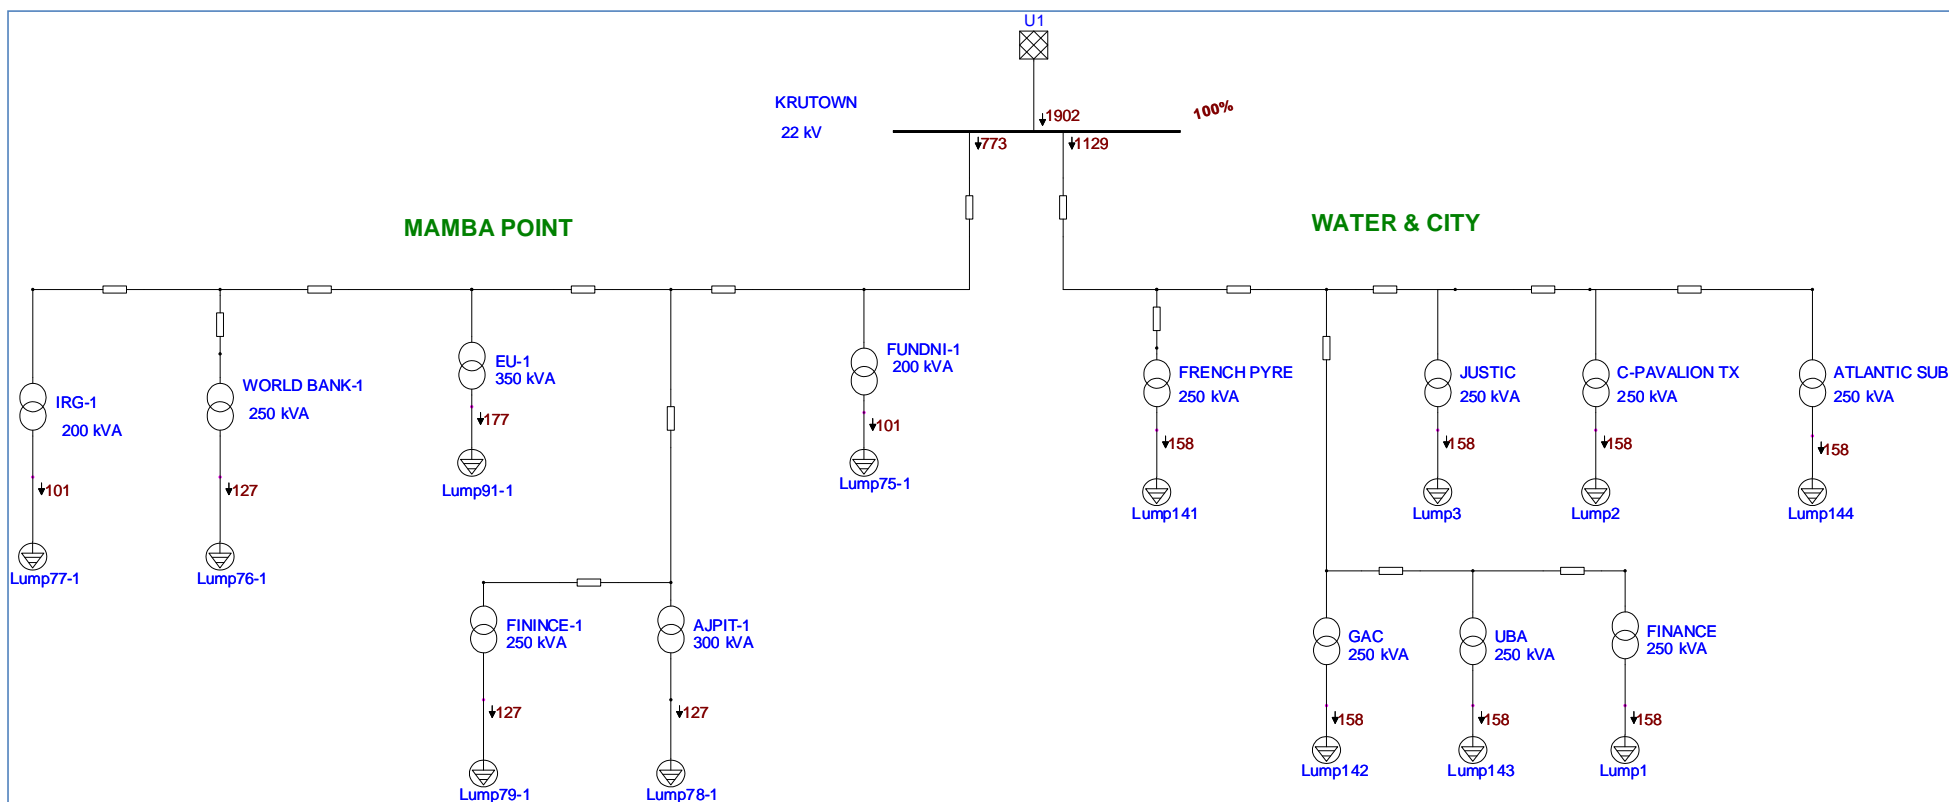 U1
KRUTOWN
22 kV
1902
100%
773
1129
MAMBA POINT
WATER & CITY
IRG-1
200 kVA
101
Lump77-1
WORLD BANK-1
250 kVA
127
Lump76-1
EU-1
350 kVA
177
Lump91-1
FUNDNI-1
200 kVA
101
Lump75-1
FININCE-1
250 kVA
127
Lump79-1
AJPIT-1
300 kVA
127
Lump78-1
FRENCH PYRE
250 kVA
158
Lump141
JUSTIC
250 kVA
158
Lump3
C-PAVALION TX
250 kVA
158
Lump2
ATLANTIC SUB
250 kVA
158
Lump144
GAC
250 kVA
158
Lump142
UBA
250 kVA
158
Lump143
FINANCE
250 kVA
158
Lump1